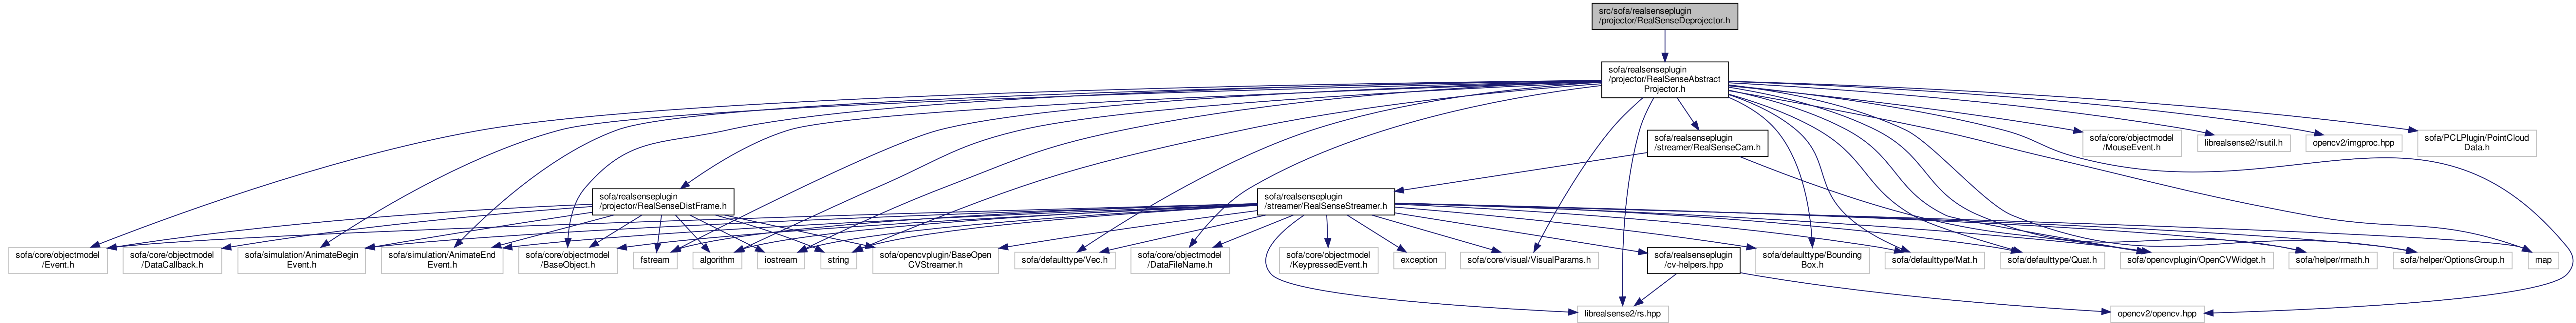 src/sofa/realsenseplugin
/projector/RealSenseDeprojector.h
sofa/realsenseplugin
/projector/RealSenseAbstract
Projector.h
sofa/realsenseplugin
/streamer/RealSenseCam.h
sofa/core/objectmodel
/MouseEvent.h
librealsense2/rsutil.h
opencv2/imgproc.hpp
sofa/PCLPlugin/PointCloud
Data.h
sofa/realsenseplugin
/projector/RealSenseDistFrame.h
sofa/realsenseplugin
/streamer/RealSenseStreamer.h
sofa/core/objectmodel
/Event.h
sofa/core/objectmodel
/DataCallback.h
sofa/simulation/AnimateBegin
Event.h
sofa/simulation/AnimateEnd
Event.h
sofa/core/objectmodel
/BaseObject.h
fstream
algorithm
iostream
string
sofa/opencvplugin/BaseOpen
CVStreamer.h
sofa/defaulttype/Vec.h
sofa/core/objectmodel
/DataFileName.h
sofa/core/objectmodel
/KeypressedEvent.h
exception
sofa/core/visual/VisualParams.h
sofa/realsenseplugin
/cv-helpers.hpp
sofa/defaulttype/Bounding
Box.h
sofa/defaulttype/Mat.h
sofa/defaulttype/Quat.h
sofa/opencvplugin/OpenCVWidget.h
sofa/helper/rmath.h
sofa/helper/OptionsGroup.h
map
librealsense2/rs.hpp
opencv2/opencv.hpp